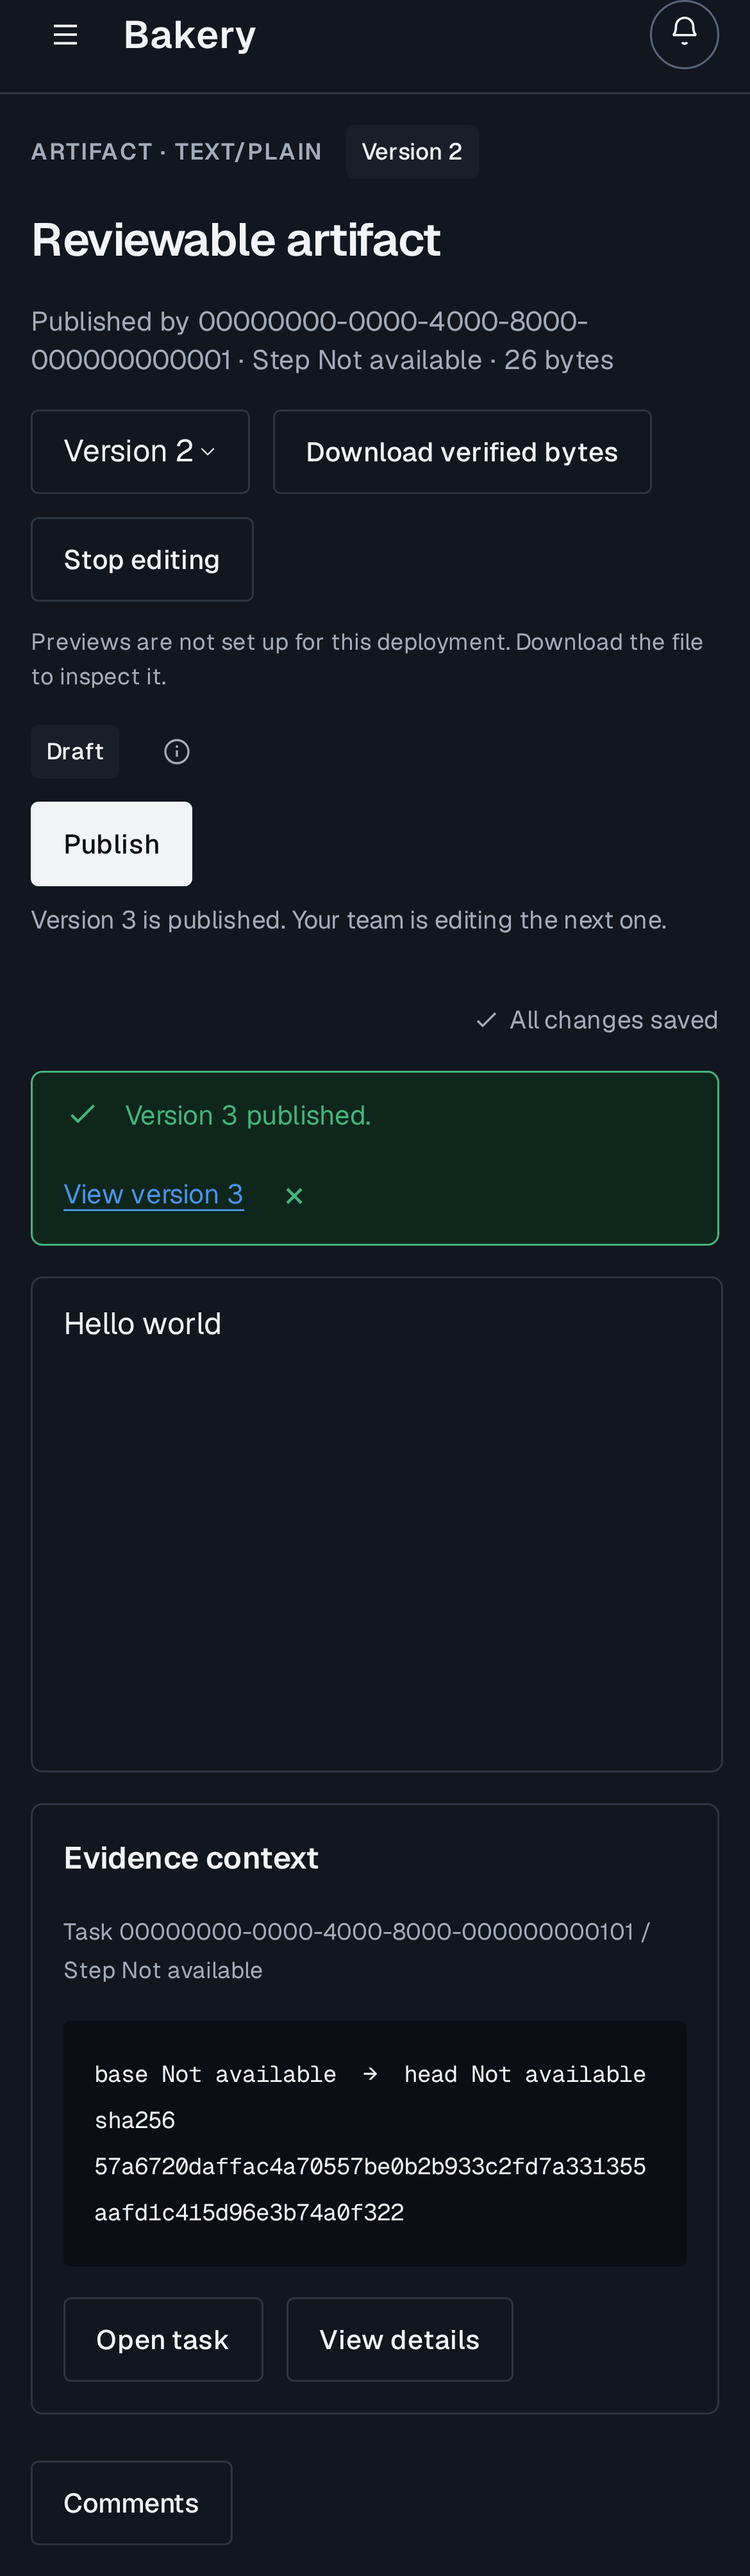 Bakery
ARTIFACT · TEXT/PLAIN Version 2
Reviewable artifact
Published by 00000000-0000-4000-8000-
000000000001 · Step Not available · 26 bytes
Version 2 Download verified bytes
Stop editing
Previews are not set up for this deployment. Download the file
to inspect it.
Draft
Publish
Version 3 is published. Your team is editing the next one.
All changes saved
Version 3 published.
View version 3
Hello world
Evidence context
Task 00000000-0000-4000-8000-000000000101 /
Step Not available
base Not available → head Not available
sha256
57a6720daffac4a70557be0b2b933c2fd7a331355
aafd1c415d96e3b74a0f322
Open task View details
Comments